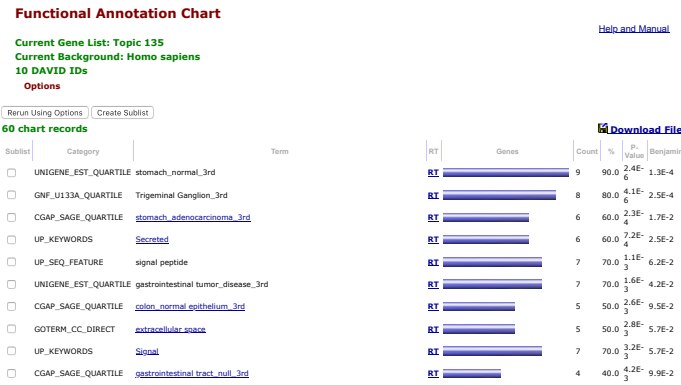 Functional Annotation Chart
Help and Manual
Current Gene List: Topic 135
Current Background: Homo sapiens
10 DAVID IDs
Options
Rerun Using Options Create Sublist
60 chart records Download File
Sublist Category Term RT Genes Count % P-Value Benjamin
UNIGENE_EST_QUARTILE stomach_normal_3rd RT 9 90.0 2.4E-6 1.3E-4
GNF_U133A_QUARTILE Trigeminal Ganglion_3rd RT 8 80.0 4.1E-6 2.5E-4
CGAP_SAGE_QUARTILE stomach_adenocarcinoma_3rd RT 6 60.0 2.3E-4 1.7E-2
UP_KEYWORDS Secreted RT 6 60.0 7.2E-4 2.5E-2
UP_SEQ_FEATURE signal peptide RT 7 70.0 1.1E-3 6.2E-2
UNIGENE_EST_QUARTILE gastrointestinal tumor_disease_3rd RT 7 70.0 1.6E-3 4.2E-2
CGAP_SAGE_QUARTILE colon_normal epithelium_3rd RT 5 50.0 2.6E-3 9.5E-2
GOTERM_CC_DIRECT extracellular space RT 5 50.0 2.8E-3 5.7E-2
UP_KEYWORDS Signal RT 7 70.0 3.2E-3 5.7E-2
CGAP_SAGE_QUARTILE gastrointestinal tract_null_3rd RT 4 40.0 4.2E-3 9.9E-2